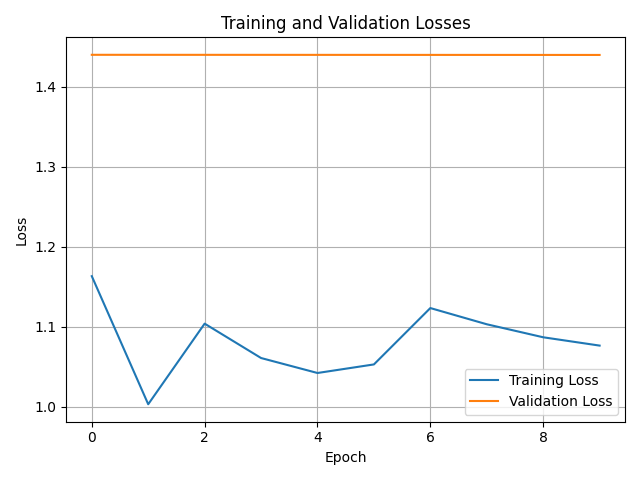 Training and Validation Losses
Loss
1.4
1.3
1.2
1.1
1.0
Training Loss
Validation Loss
0
2
4
6
8
Epoch